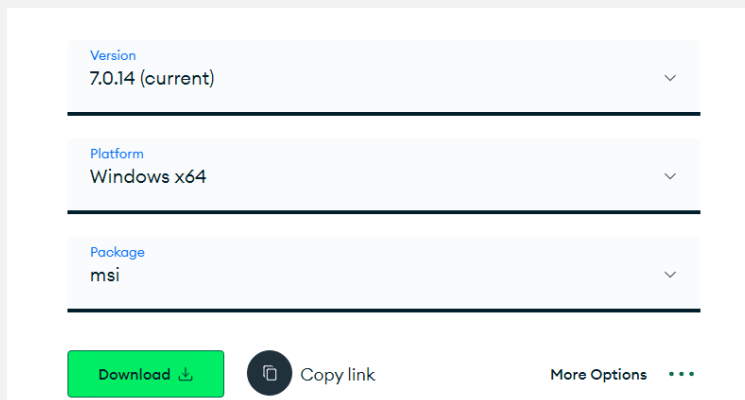 Version
7.0.14 (current)
Platform
Windows x64
Package
msi
Download
Copy link
More Options